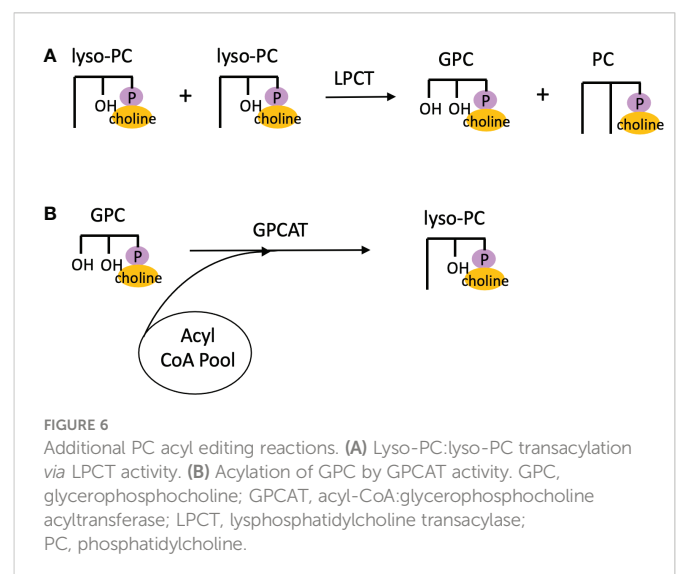 A lyso-PC lyso-PC GPC PC
LPCT
OH P choline + OH P choline OH OH P choline + P choline
B GPC GPCAT lyso-PC
OH OH P choline OH P choline
Acyl
CoA Pool
FIGURE 6
Additional PC acyl editing reactions. (A) Lyso-PC:lyso-PC transacylation
via LPCT activity. (B) Acylation of GPC by GPCAT activity. GPC,
glycerophosphocholine; GPCAT, acyl-CoA:glycerophosphocholine
acyltransferase; LPCT, lysphosphatidylcholine transacylase;
PC, phosphatidylcholine.